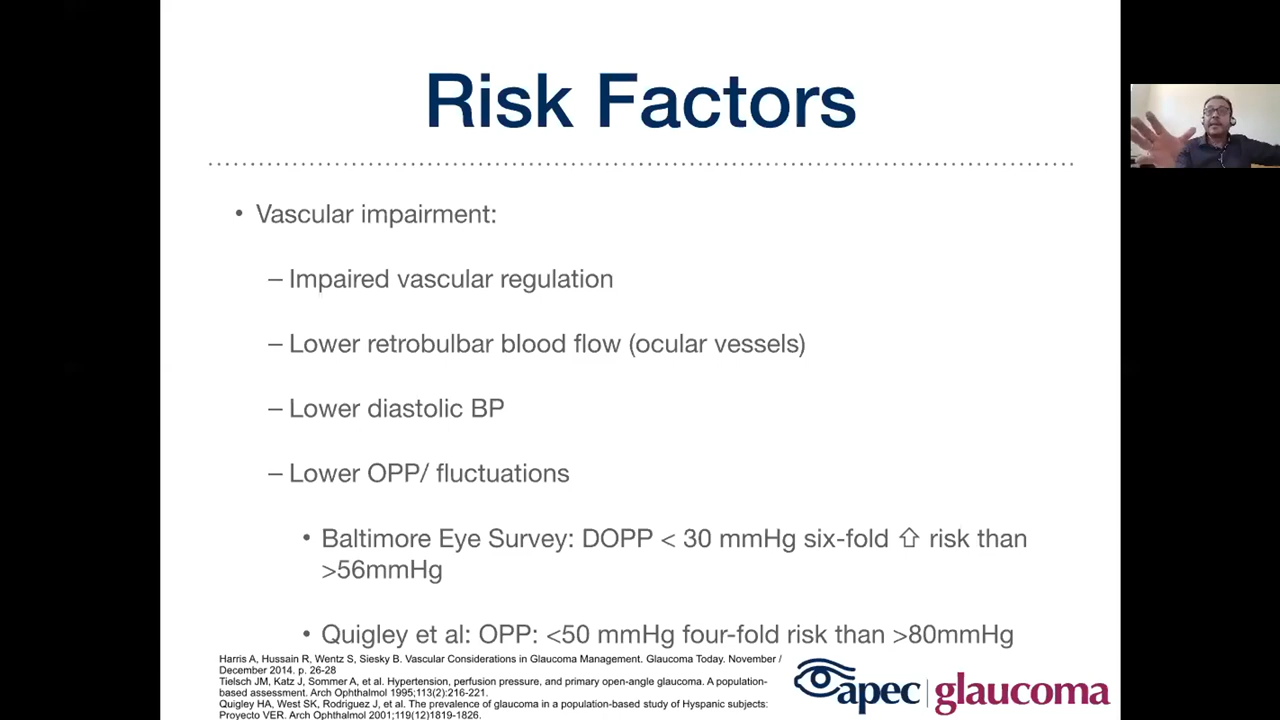 Risk Factors
• Vascular impairment:
– Impaired vascular regulation
– Lower retrobulbar blood flow (ocular vessels)
– Lower diastolic BP
– Lower OPP/ fluctuations
• Baltimore Eye Survey: DOPP < 30 mmHg six-fold ⇧ risk than
>56mmHg
• Quigley et al: OPP: <50 mmHg four-fold risk than >80mmHg
Harris A, Hussain R, Wentz S, Siesky B. Vascular Considerations in Glaucoma Management. Glaucoma Today. November /
December 2014. p. 26-28
Tielsch JM, Katz J, Sommer A, et al. Hypertension, perfusion pressure, and primary open-angle glaucoma. A population-
based assessment. Arch Ophthalmol 1995;113(2):216-221.
Quigley HA, West SK, Rodriguez J, et al. The prevalence of glaucoma in a population-based study of Hyspanic subjects:
Proyecto VER. Arch Ophthalmol 2001;119(12)1819-1826.
apec glaucoma